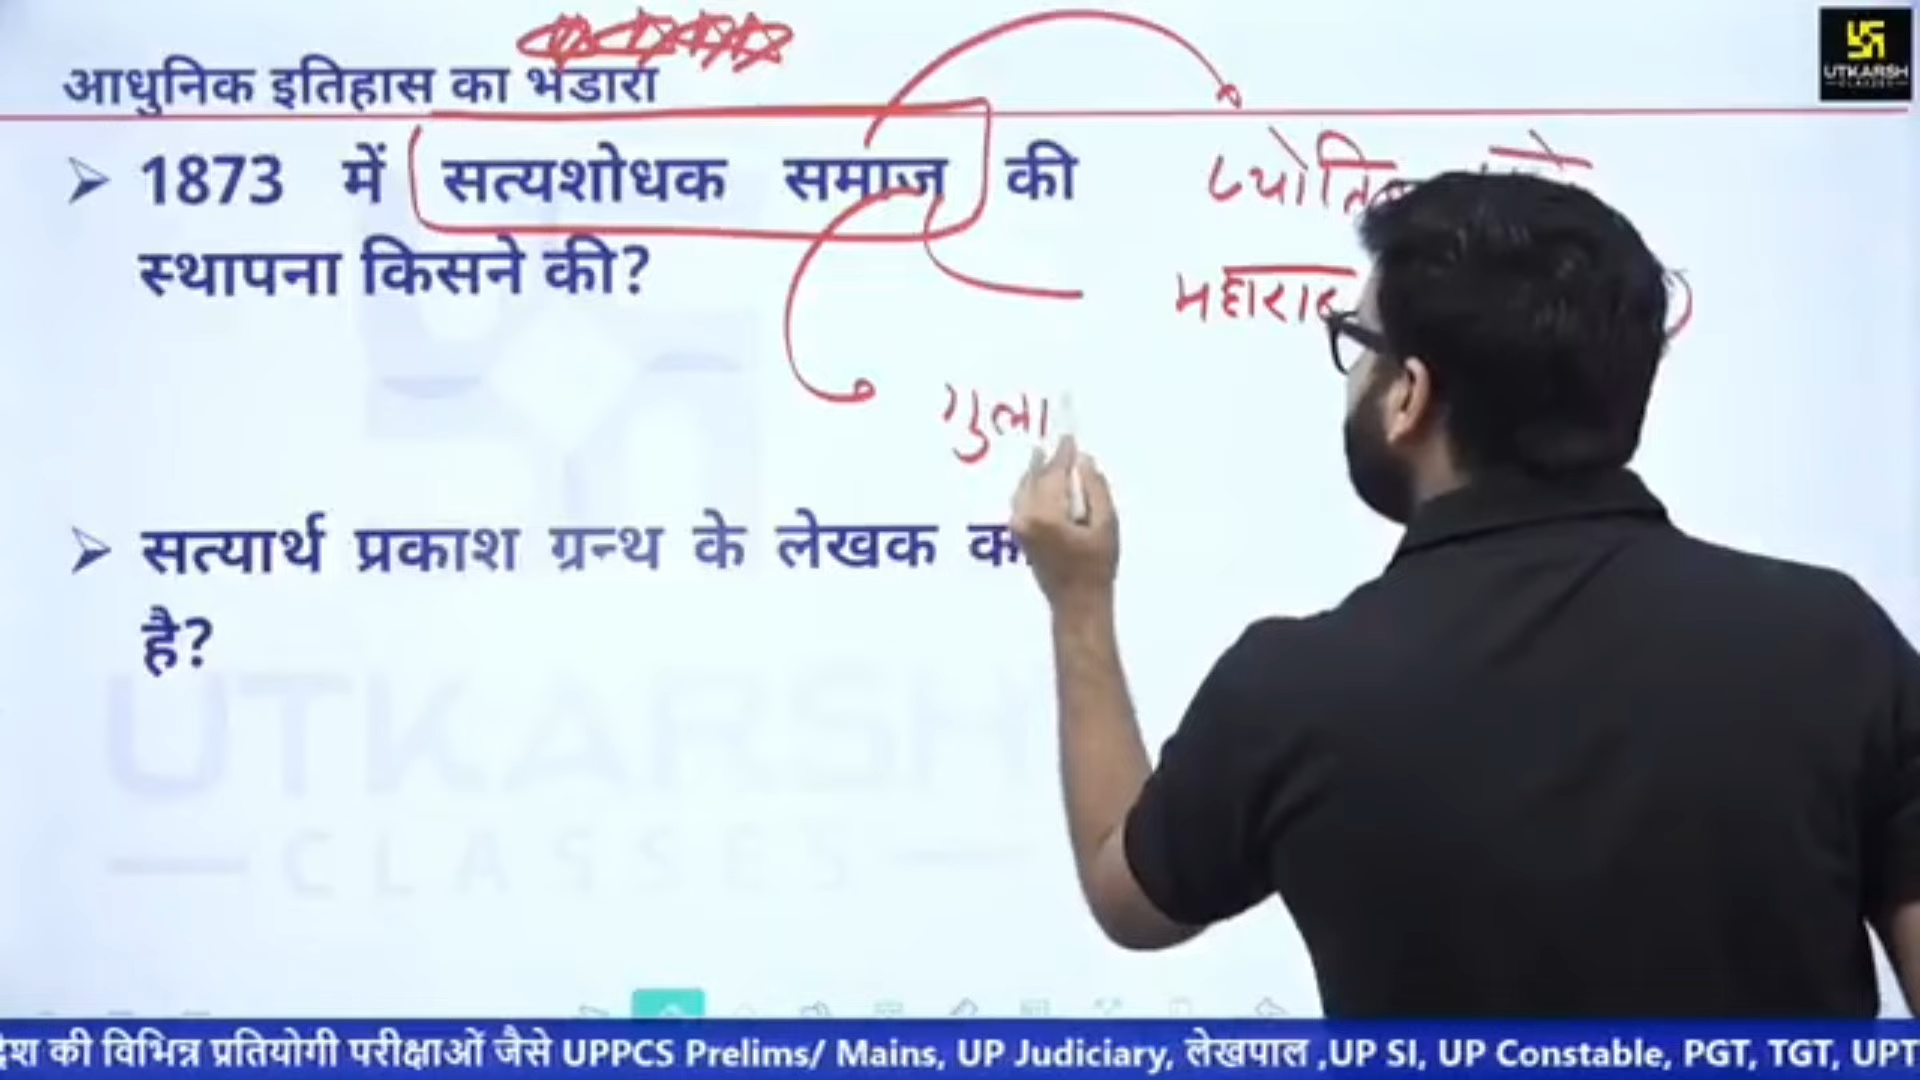 आधुनिक इतिहास का भंडारा
UTKARSH
CLASSES
1873 में सत्यशोधक समाज की
स्थापना किसने की?
महारा
गुला
सत्यार्थ प्रकाश ग्रन्थ के लेखक
है?
UTKARSH
CLASSES
की विभिन्न प्रतियोगी परीक्षाओं जैसे UPPCS Prelims/ Mains, UP Judiciary, लेखपाल ,UP SI, UP Constable, PGT, TGT, UPT